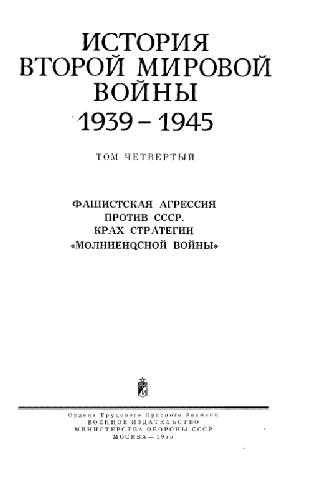 ИСТОРИЯ
ВТОРОЙ МИРОВОЙ
ВОЙНЫ
1939 – 1945
ТОМ ЧЕТВЕРТЫЙ
ФАШИСТСКАЯ АГРЕССИЯ
ПРОТИВ СССР.
КРАХ СТРАТЕГИИ
«МОЛНИЕНОСНОЙ ВОЙНЫ»
Ордена Трудового Красного Знамени
ВОЕННОЕ ИЗДАТЕЛЬСТВО
МИНИСТЕРСТВА ОБОРОНЫ СССР
МОСКВА —